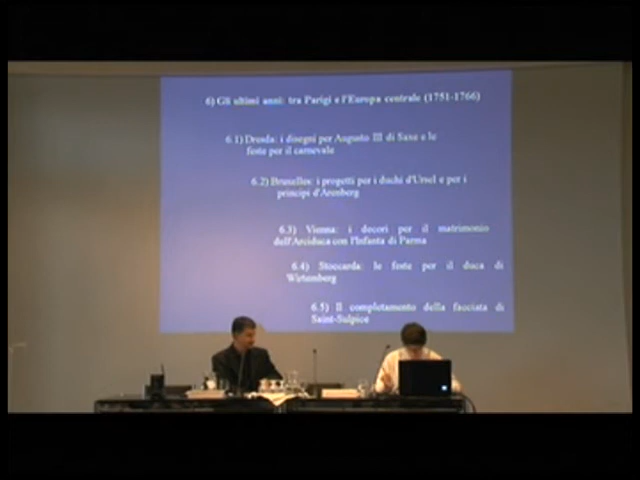 6) Gli ultimi anni: tra Parigi e l'Europa centrale (1751-1766)
6.1) Dresda: i disegni per Augusto III di Saxe e le
feste per il carnevale
6.2) Bruxelles: i progetti per i duchi d'Ursel e per i
principi d'Arenberg
6.3) Vienna: i decori per il matrimonio
dell'Arciduca con l'Infanta di Parma
6.4) Stoccarda: le feste per il duca di
Wirtemberg
6.5) Il completamento della facciata di
Saint-Sulpice